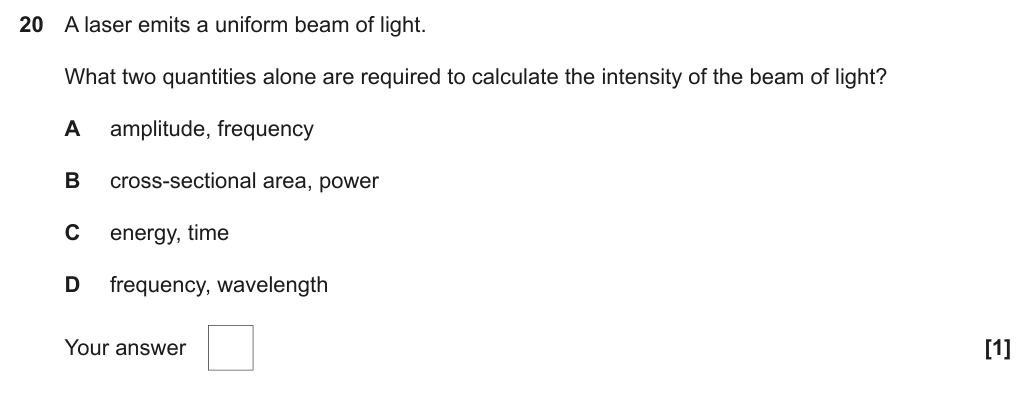 20 A laser emits a uniform beam of light.
What two quantities alone are required to calculate the intensity of the beam of light?
A amplitude, frequency
B cross-sectional area, power
C energy, time
D frequency, wavelength
Your answer [1]